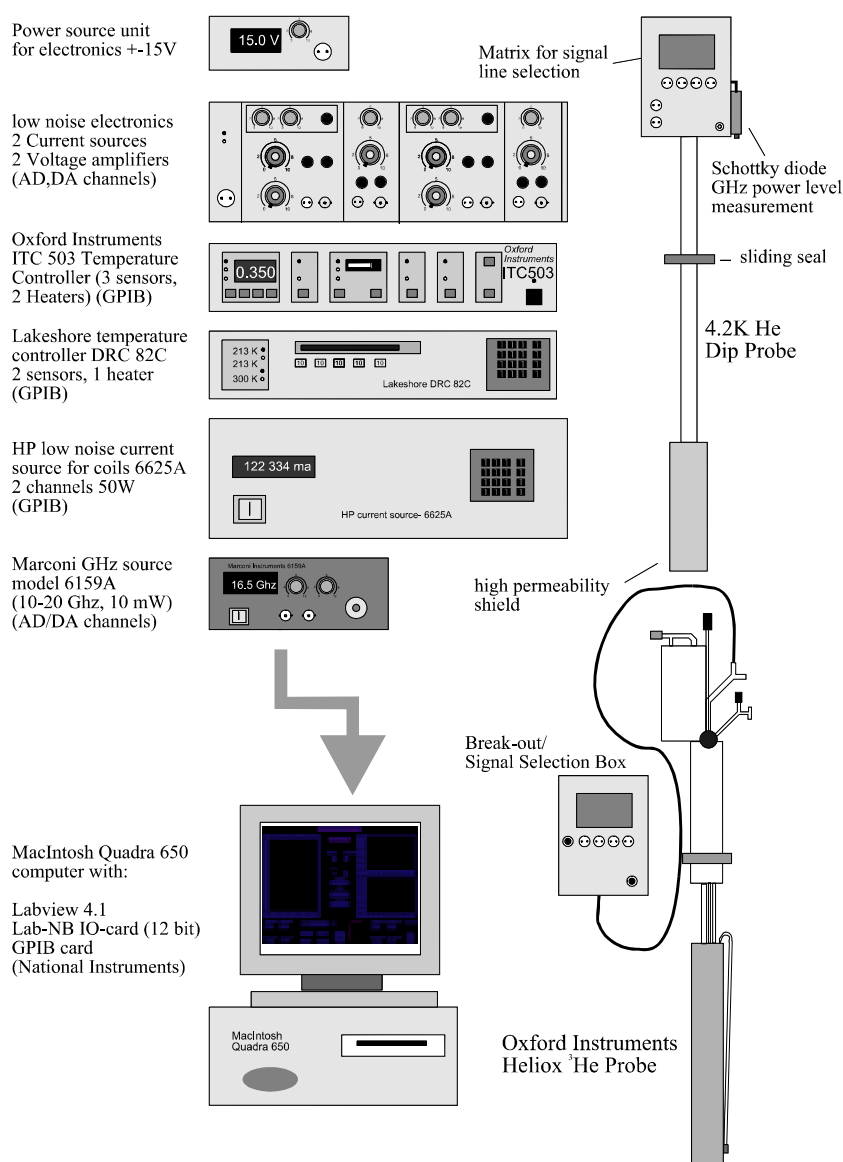 Power source unit
for electronics +-15V
15.0 V
low noise electronics
2 Current sources
2 Voltage amplifiers
(AD,DA channels)
Oxford Instruments
ITC 503 Temperature
Controller (3 sensors,
2 Heaters) (GPIB)
0.350
Oxford
Instruments
ITC503
Lakeshore temperature
controller DRC 82C
2 sensors, 1 heater
(GPIB)
213 K
213 K
300 K
10 10 10 10 10
Lakeshore DRC 82C
HP low noise current
source for coils 6625A
2 channels 50W
(GPIB)
122 334 ma
HP current source- 6625A
Marconi GHz source
model 6159A
(10-20 Ghz, 10 mW)
(AD/DA channels)
Marconi Instruments 6159A
16.5 Ghz
MacIntosh Quadra 650
computer with:
Labview 4.1
Lab-NB IO-card (12 bit)
GPIB card
(National Instruments)
MacIntosh
Quadra 650
Matrix for signal
line selection
Schottky diode
GHz power level
measurement
sliding seal
4.2K He
Dip Probe
high permeability
shield
Break-out/
Signal Selection Box
Oxford Instruments
Heliox ³He Probe